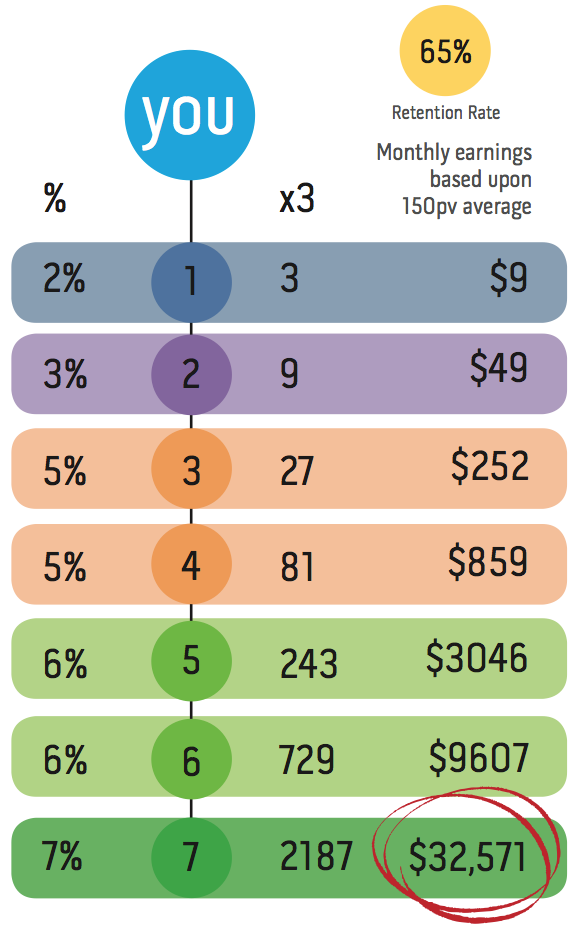 65%
you
Retention Rate
Monthly earnings
based upon
150pv average
% x3
2% 1 3 $9
3% 2 9 $49
5% 3 27 $252
5% 4 81 $859
6% 5 243 $3046
6% 6 729 $9607
7% 7 2187 $32,571